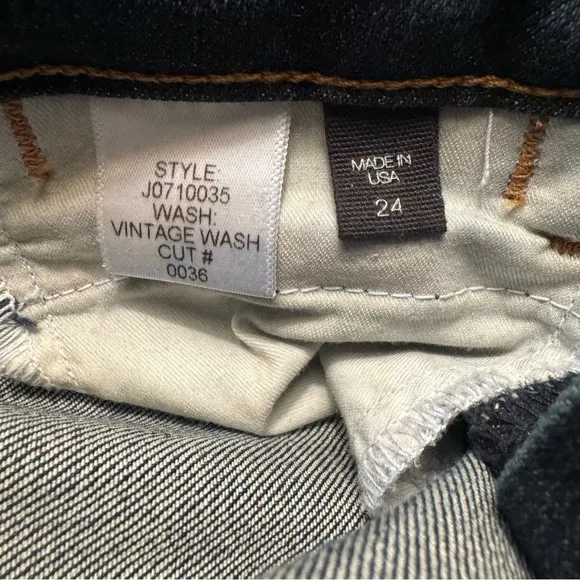 STYLE:
J0710035
WASH:
VINTAGE WASH
CUT #
0036
MADE IN
USA
24